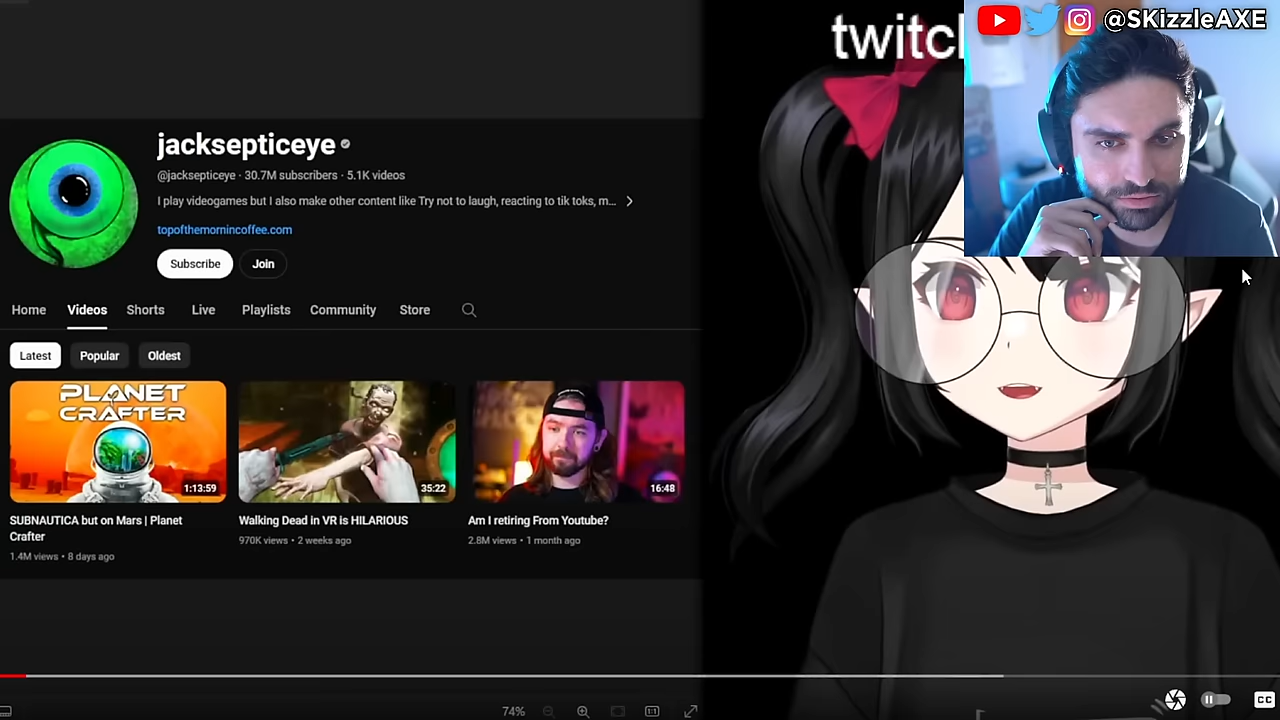 twitch
@SKizzleAXE
jacksepticeye
@jacksepticeye · 30.7M subscribers · 5.1K videos
I play videogames but I also make other content like Try not to laugh, reacting to tik toks, m...
topofthemornincoffee.com
Subscribe Join
Home Videos Shorts Live Playlists Community Store
Latest Popular Oldest
PLANET
CRAFTER
1:13:59
35:22
16:48
SUBNAUTICA but on Mars | Planet
Crafter
1.4M views • 8 days ago
Walking Dead in VR is HILARIOUS
970K views • 2 weeks ago
Am I retiring From Youtube?
2.8M views • 1 month ago
74%
1:1
CC